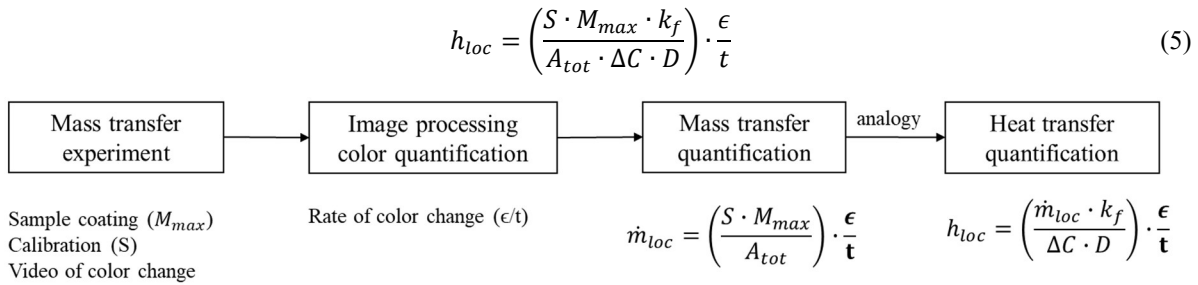 h_loc = (S · M_max · k_f / A_tot · ΔC · D) · ϵ/t (5)
Mass transfer experiment
Image processing color quantification
Mass transfer quantification
analogy
Heat transfer quantification
Sample coating (M_max)
Calibration (S)
Video of color change
Rate of color change (ϵ/t)
ṁ_loc = (S · M_max / A_tot) · ϵ/t
h_loc = (ṁ_loc · k_f / ΔC · D) · ϵ/t